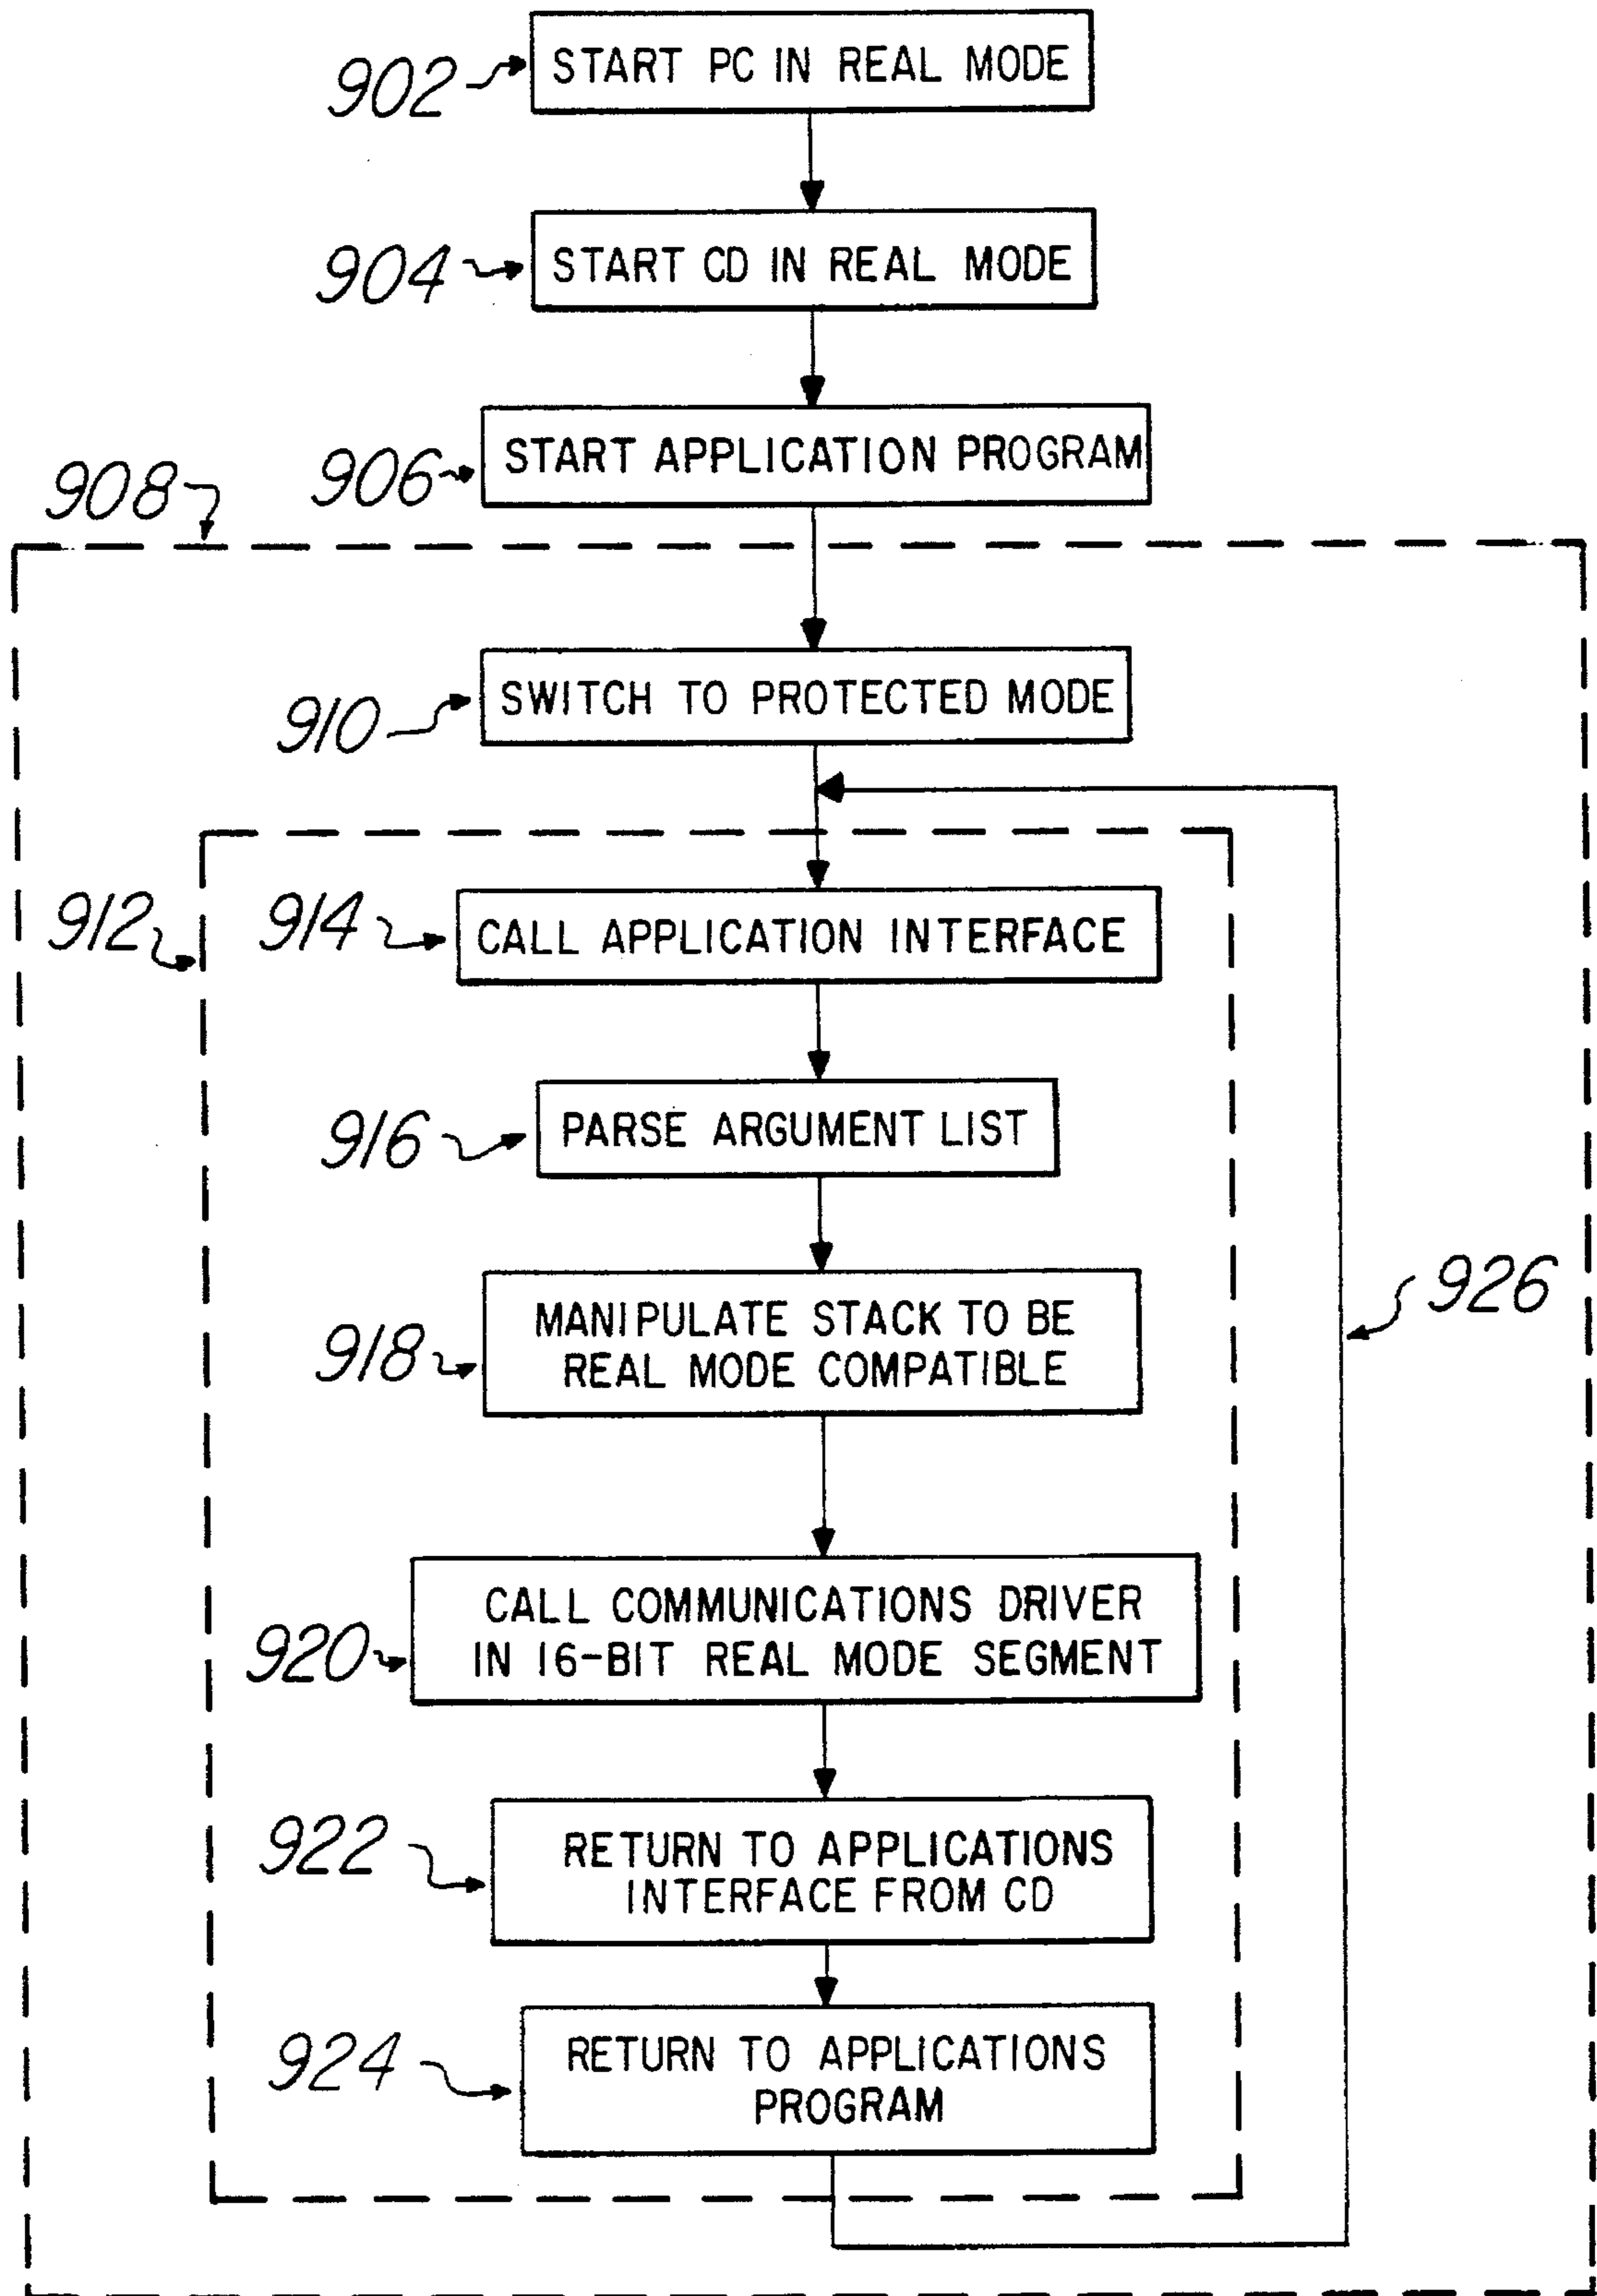 902
START PC IN REAL MODE
904
START CD IN REAL MODE
906
START APPLICATION PROGRAM
908
910
SWITCH TO PROTECTED MODE
912
914
CALL APPLICATION INTERFACE
916
PARSE ARGUMENT LIST
918
MANIPULATE STACK TO BE
REAL MODE COMPATIBLE
926
920
CALL COMMUNICATIONS DRIVER
IN 16-BIT REAL MODE SEGMENT
922
RETURN TO APPLICATIONS
INTERFACE FROM CD
924
RETURN TO APPLICATIONS
PROGRAM